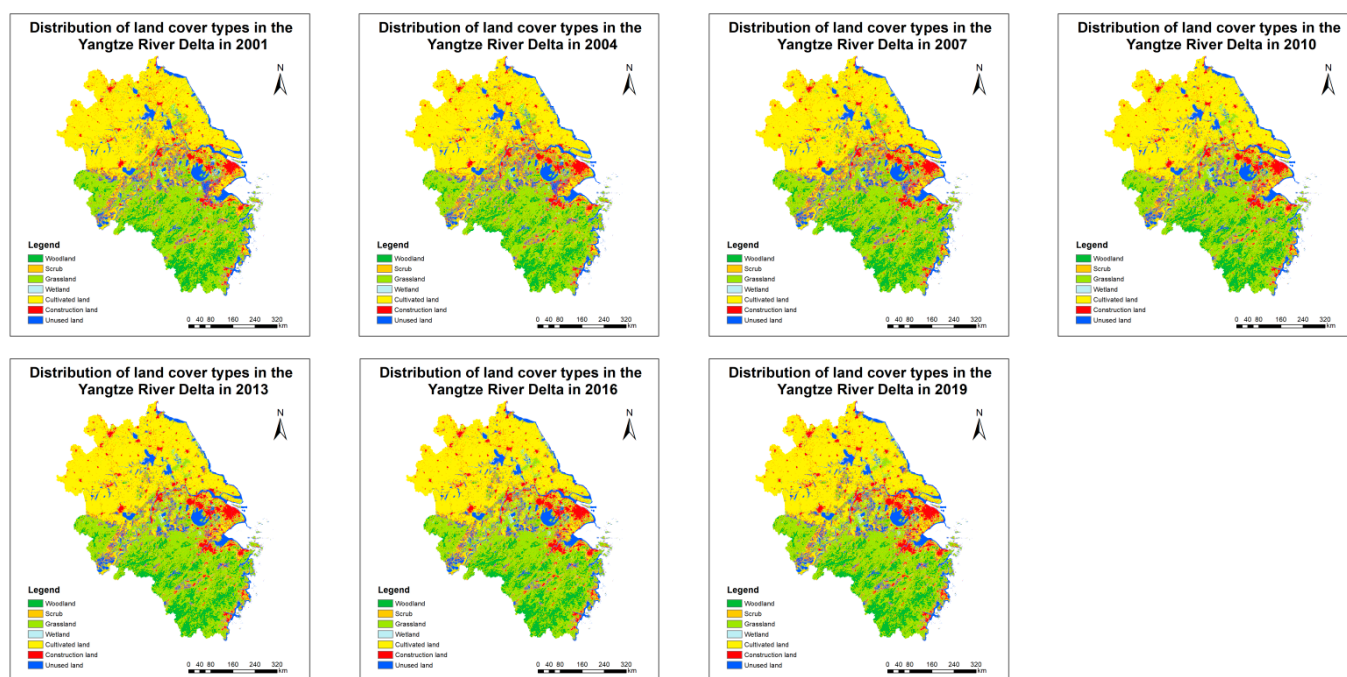 Distribution of land cover types in the
Yangtze River Delta in 2001
N
Legend
Woodland
Scrub
Grassland
Wetland
Cultivated land
Construction land
Unused land
0 40 80 160 240 320
km
Distribution of land cover types in the
Yangtze River Delta in 2004
N
Legend
Woodland
Scrub
Grassland
Wetland
Cultivated land
Construction land
Unused land
0 40 80 160 240 320
km
Distribution of land cover types in the
Yangtze River Delta in 2007
N
Legend
Woodland
Scrub
Grassland
Wetland
Cultivated land
Construction land
Unused land
0 40 80 160 240 320
km
Distribution of land cover types in the
Yangtze River Delta in 2010
N
Legend
Woodland
Scrub
Grassland
Wetland
Cultivated land
Construction land
Unused land
0 40 80 160 240 320
km
Distribution of land cover types in the
Yangtze River Delta in 2013
N
Legend
Woodland
Scrub
Grassland
Wetland
Cultivated land
Construction land
Unused land
0 40 80 160 240 320
km
Distribution of land cover types in the
Yangtze River Delta in 2016
N
Legend
Woodland
Scrub
Grassland
Wetland
Cultivated land
Construction land
Unused land
0 40 80 160 240 320
km
Distribution of land cover types in the
Yangtze River Delta in 2019
N
Legend
Woodland
Scrub
Grassland
Wetland
Cultivated land
Construction land
Unused land
0 40 80 160 240 320
km